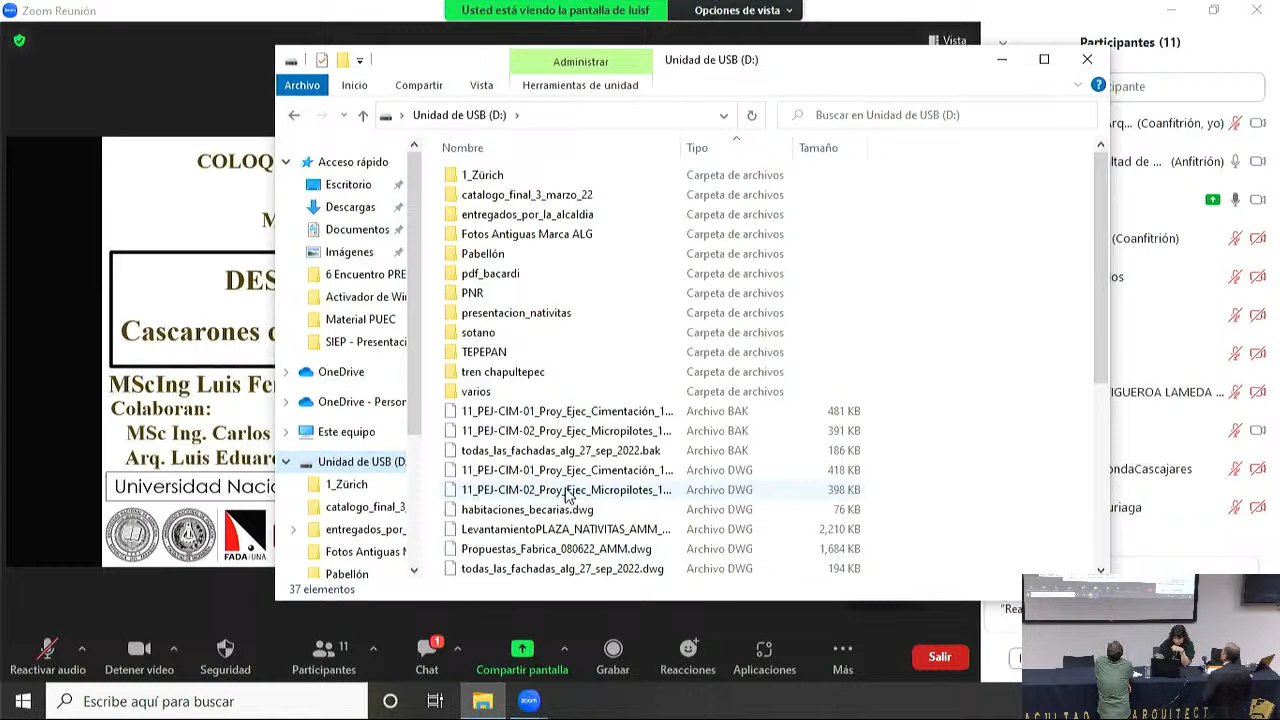 Zoom Reunión
Usted está viendo la pantalla de luisf
Opciones de vista
Vista
Participantes (11)
Administrar
Unidad de USB (D:)
Archivo
Inicio
Compartir
Vista
Herramientas de unidad
Unidad de USB (D:)
Buscar en Unidad de USB (D:)
Nombre
Tipo
Tamaño
Acceso rápido
Escritorio
Descargas
Documentos
Imágenes
6 Encuentro PRE
Activador de Wi
Material PUEC
SIEP - Presentaci
OneDrive
OneDrive - Person
Este equipo
Unidad de USB (D
1_Zürich
catalogo_final_3_
entregados_por_
Fotos Antiguas M
Pabellón
1_Zürich Carpeta de archivos
catalogo_final_3_marzo_22 Carpeta de archivos
entregados_por_la_alcaldia Carpeta de archivos
Fotos Antiguas Marca ALG Carpeta de archivos
Pabellón Carpeta de archivos
pdf_bacardi Carpeta de archivos
PNR Carpeta de archivos
presentacion_nativitas Carpeta de archivos
sotano Carpeta de archivos
TEPEPAN Carpeta de archivos
tren chapultepec Carpeta de archivos
varios Carpeta de archivos
11_PEJ-CIM-01_Proy_Ejec_Cimentación_1... Archivo BAK 481 KB
11_PEJ-CIM-02_Proy_Ejec_Micropilotes_1... Archivo BAK 391 KB
todas_las_fachadas_alg_27_sep_2022.bak Archivo BAK 186 KB
11_PEJ-CIM-01_Proy_Ejec_Cimentación_1... Archivo DWG 418 KB
11_PEJ-CIM-02_Proy_Ejec_Micropilotes_1... Archivo DWG 398 KB
habitaciones_becarias.dwg Archivo DWG 76 KB
LevantamientoPLAZA_NATIVITAS_AMM_... Archivo DWG 2,210 KB
Propuestas_Fabrica_080622_AMM.dwg Archivo DWG 1,684 KB
todas_las_fachadas_alg_27_sep_2022.dwg Archivo DWG 194 KB
37 elementos
COLOQ
M
DES
Cascarones d
MScIng Luis Fe
Colaboran:
MSc Ing. Carlos
Arq. Luis Eduar
Universidad Naci
FADA/UNA
cipante
Arq... (Coanfitrión, yo)
ltad de ... (Anfitrión)
(Coanfitrión)
os
IGUEROA LAMEDA ...
ondaCascajares
uriaga
"Rea
Reactivar audio
Detener video
Seguridad
11
Participantes
1
Chat
Compartir pantalla
Grabar
Reacciones
Aplicaciones
Más
Salir
Escribe aquí para buscar
zoom
ACULTAD ARQUITECT